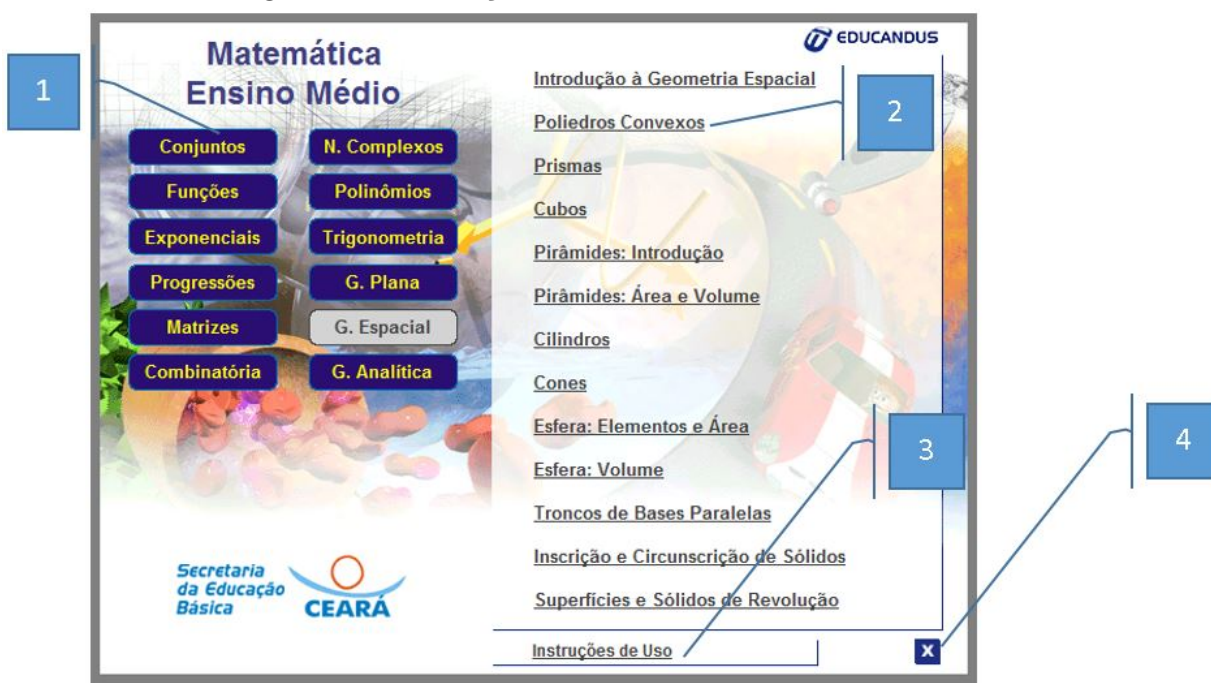 Matemática
Ensino Médio
EDUCANDUS
1
2
3
4
Conjuntos
N. Complexos
Funções
Polinômios
Exponenciais
Trigonometria
Progressões
G. Plana
Matrizes
G. Espacial
Combinatória
G. Analítica
Introdução à Geometria Espacial
Poliedros Convexos
Prismas
Cubos
Pirâmides: Introdução
Pirâmides: Área e Volume
Cilindros
Cones
Esfera: Elementos e Área
Esfera: Volume
Troncos de Bases Paralelas
Inscrição e Circunscrição de Sólidos
Superfícies e Sólidos de Revolução
Secretaria
da Educação
Básica
CEARÁ
Instruções de Uso
X